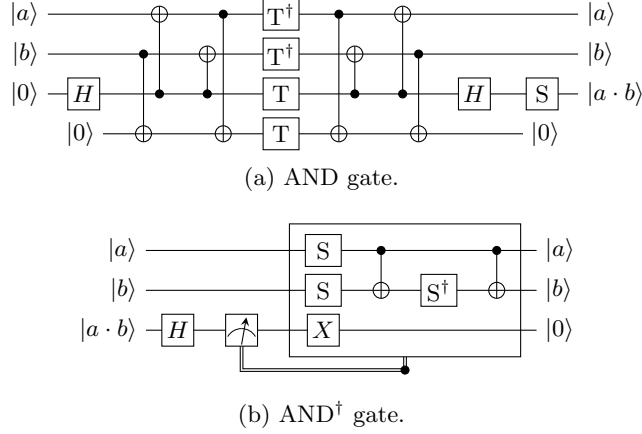 |a⟩ T† |a⟩
|b⟩ T† |b⟩
|0⟩ H T H S |a · b⟩
|0⟩ T |0⟩
(a) AND gate.
|a⟩ S |a⟩
|b⟩ S S† |b⟩
|a · b⟩ H X |0⟩
(b) AND† gate.